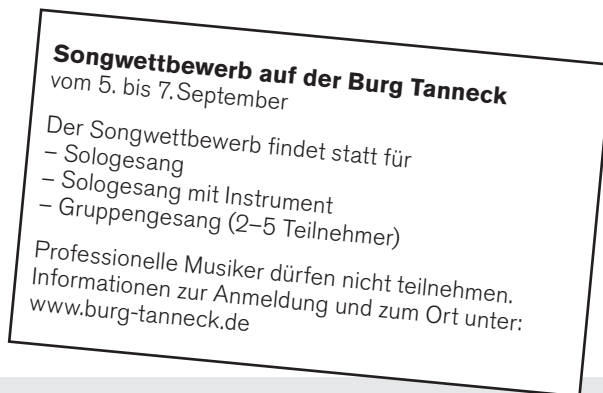 Songwettbewerb auf der Burg Tanneck
vom 5. bis 7. September
Der Songwettbewerb findet statt für
– Sologesang
– Sologesang mit Instrument
– Gruppengesang (2–5 Teilnehmer)
Professionelle Musiker dürfen nicht teilnehmen.
Informationen zur Anmeldung und zum Ort unter:
www.burg-tanneck.de